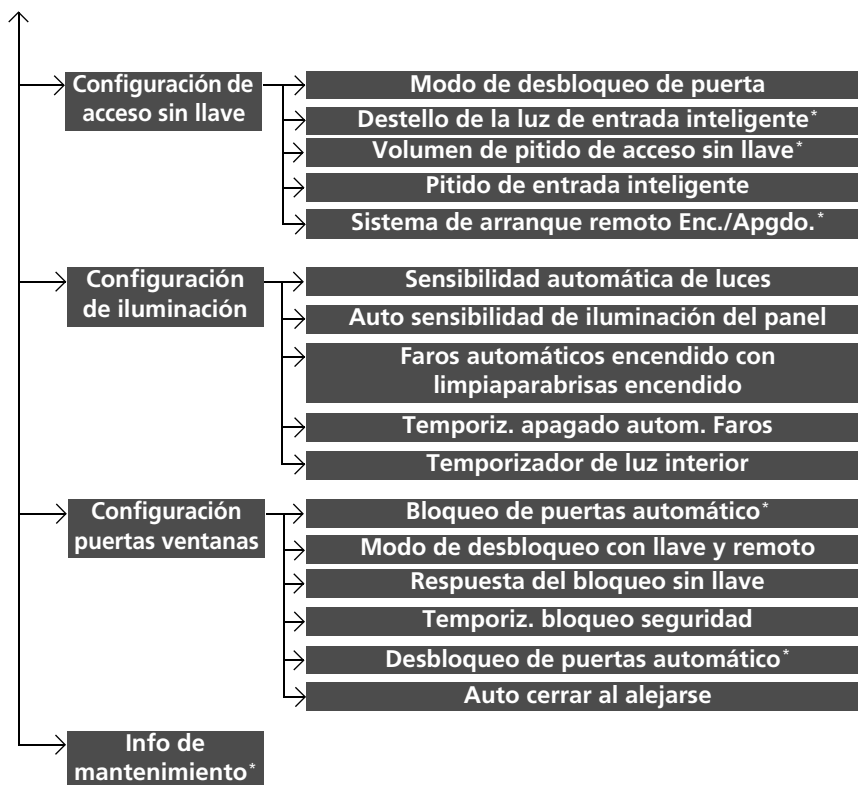 Configuración de
acceso sin llave
Modo de desbloqueo de puerta
Destello de la luz de entrada inteligente*
Volumen de pitido de acceso sin llave*
Pitido de entrada inteligente
Sistema de arranque remoto Enc./Apgdo.*
Configuración
de iluminación
Sensibilidad automática de luces
Auto sensibilidad de iluminación del panel
Faros automáticos encendido con
limpiaparabrisas encendido
Temporiz. apagado autom. Faros
Temporizador de luz interior
Configuración
puertas ventanas
Bloqueo de puertas automático*
Modo de desbloqueo con llave y remoto
Respuesta del bloqueo sin llave
Temporiz. bloqueo seguridad
Desbloqueo de puertas automático*
Auto cerrar al alejarse
Info de
mantenimiento*